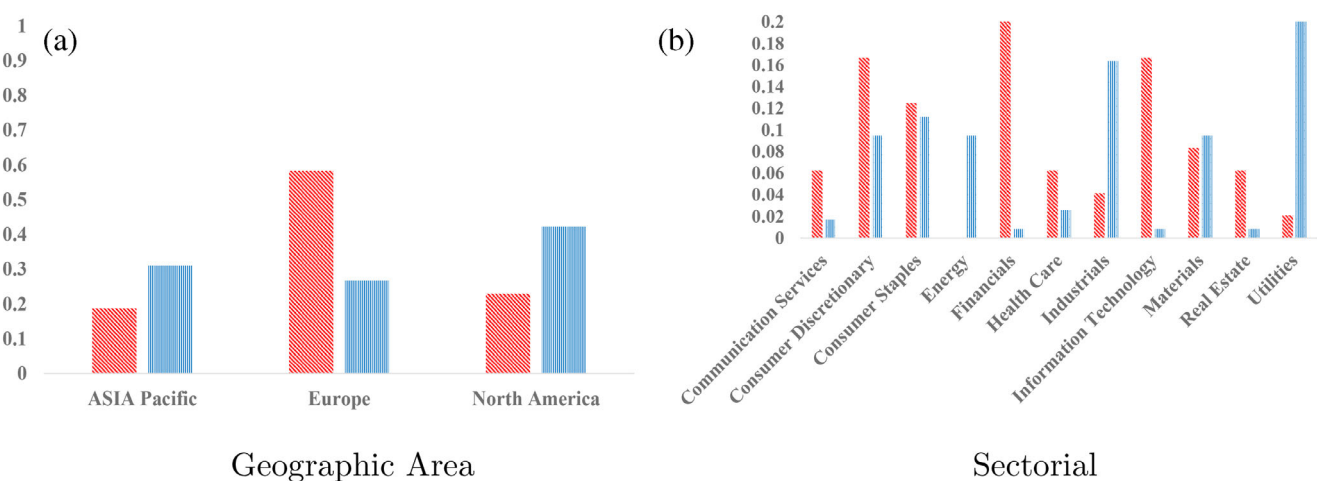 (a)
1
0.9
0.8
0.7
0.6
0.5
0.4
0.3
0.2
0.1
0
ASIA Pacific
Europe
North America
Geographic Area
(b)
0.2
0.18
0.16
0.14
0.12
0.1
0.08
0.06
0.04
0.02
0
Communication Services
Consumer Discretionary
Consumer Staples
Energy
Financials
Health Care
Industrials
Information Technology
Materials
Real Estate
Utilities
Sectorial